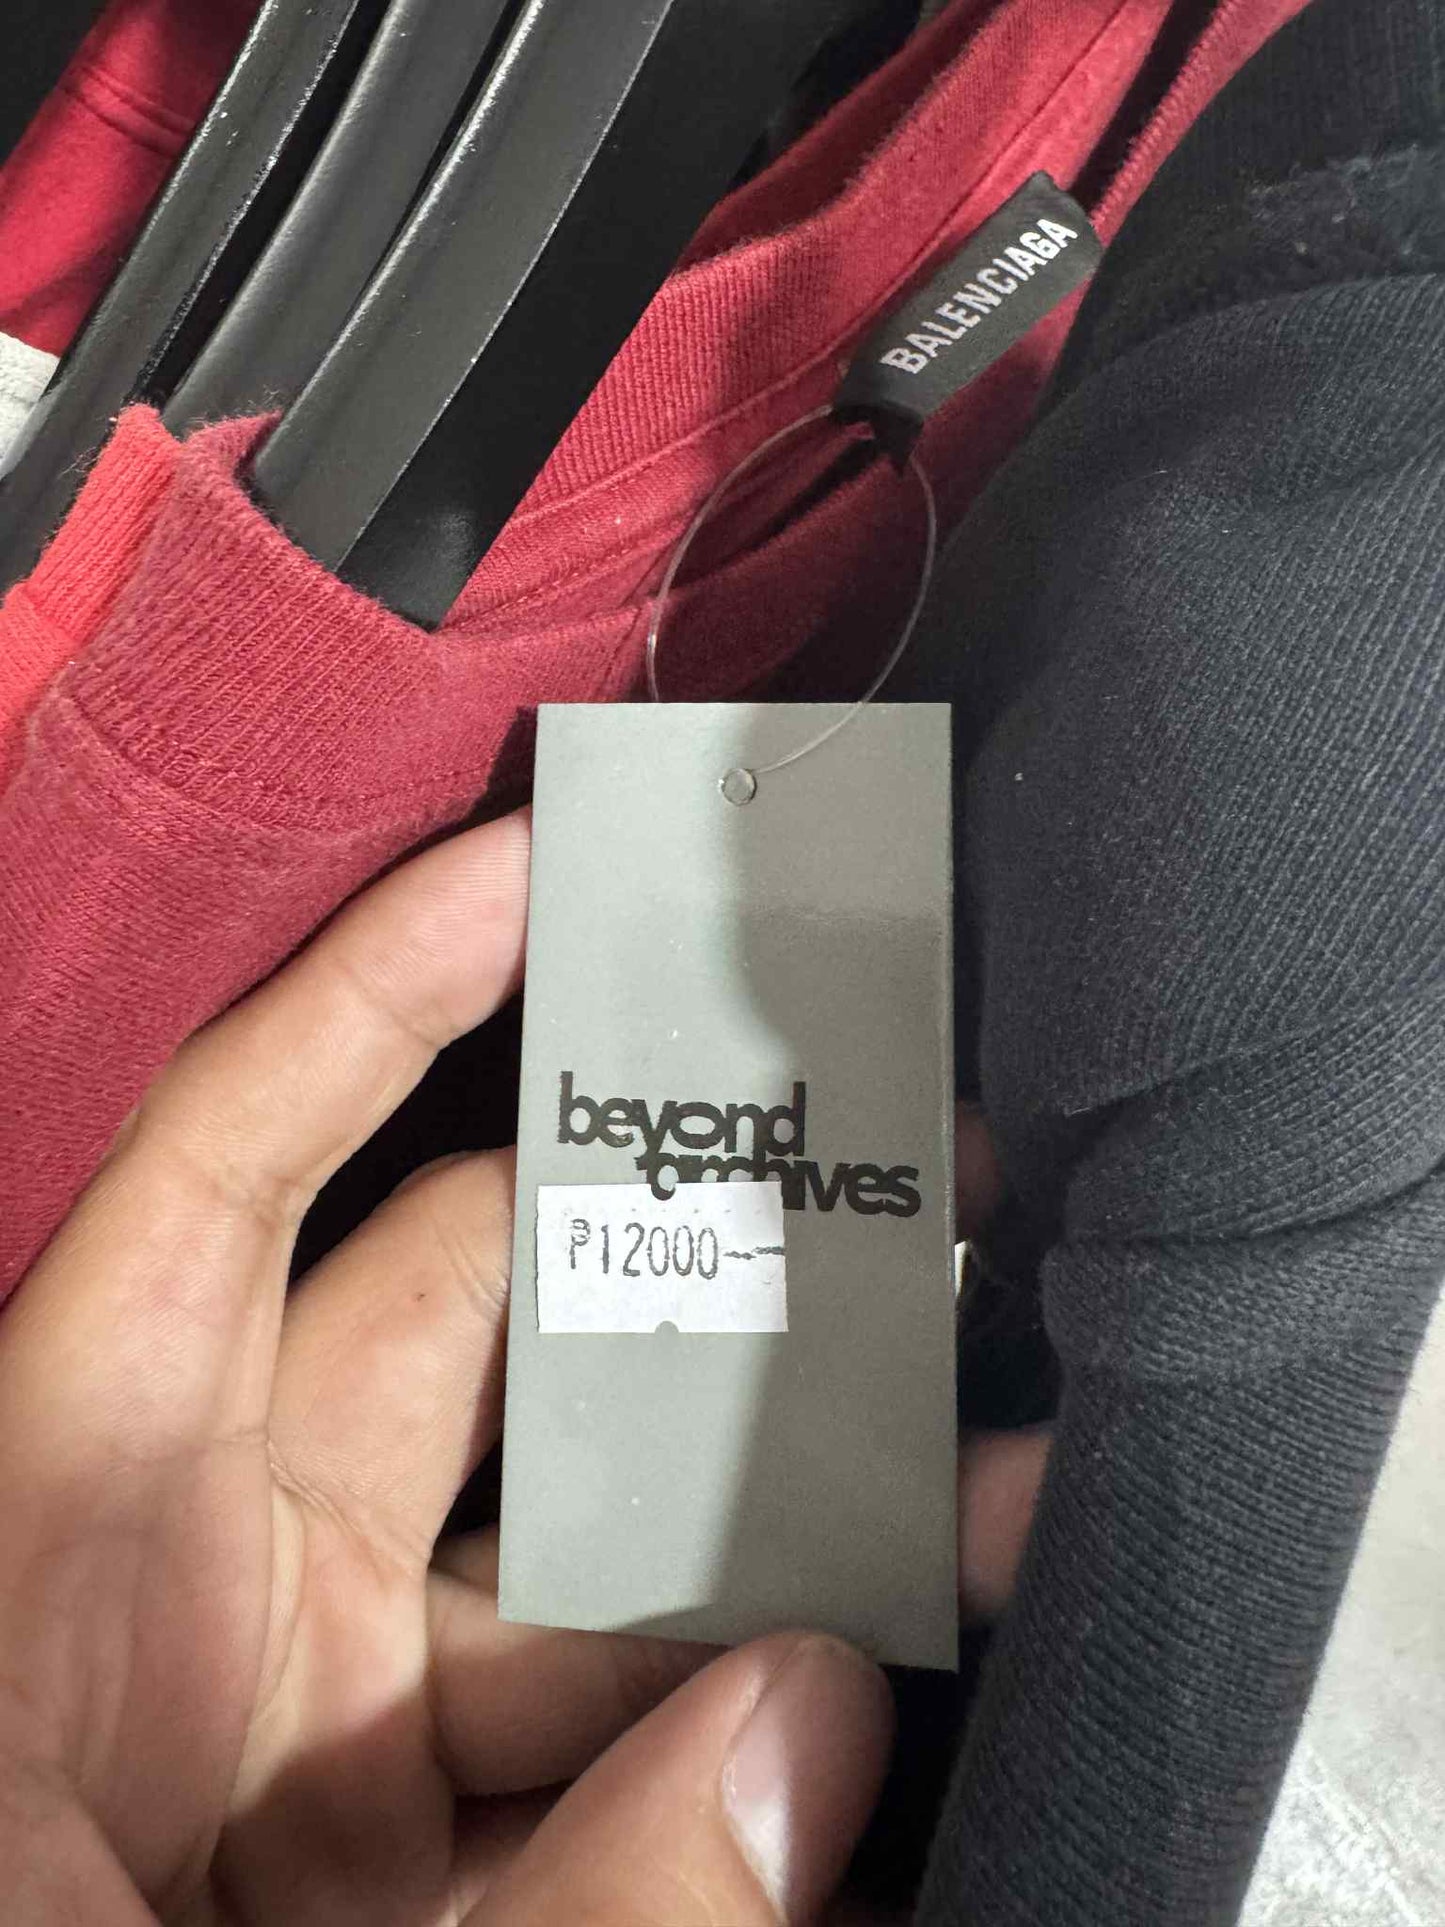 BALENCIAGA
beyond
archives
₱12000